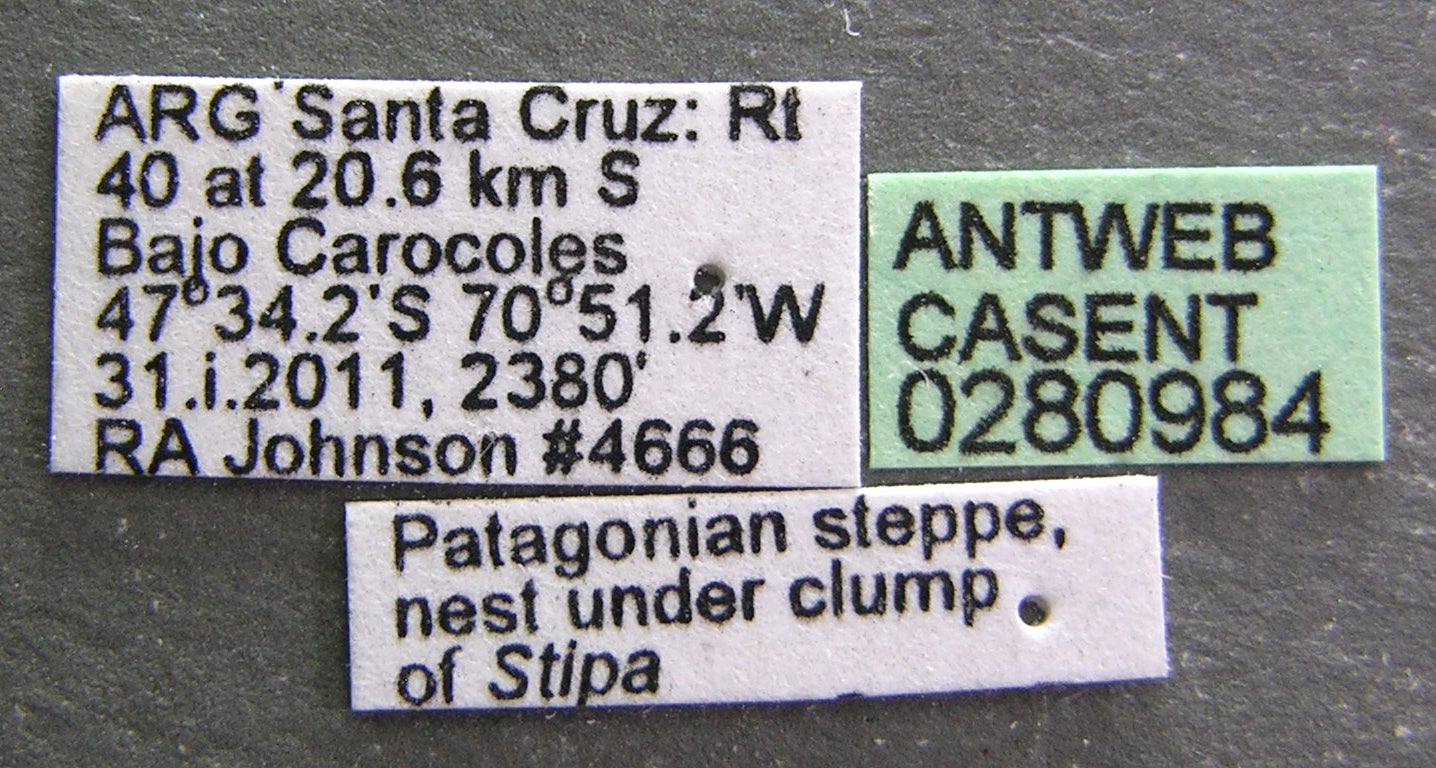 ARG Santa Cruz: Rt
40 at 20.6 km S
Bajo Carocoles
47°34.2'S 70°51.2'W
31.i.2011, 2380'
RA Johnson #4666
ANTWEB
CASENT
0280984
Patagonian steppe,
nest under clump
of Stipa